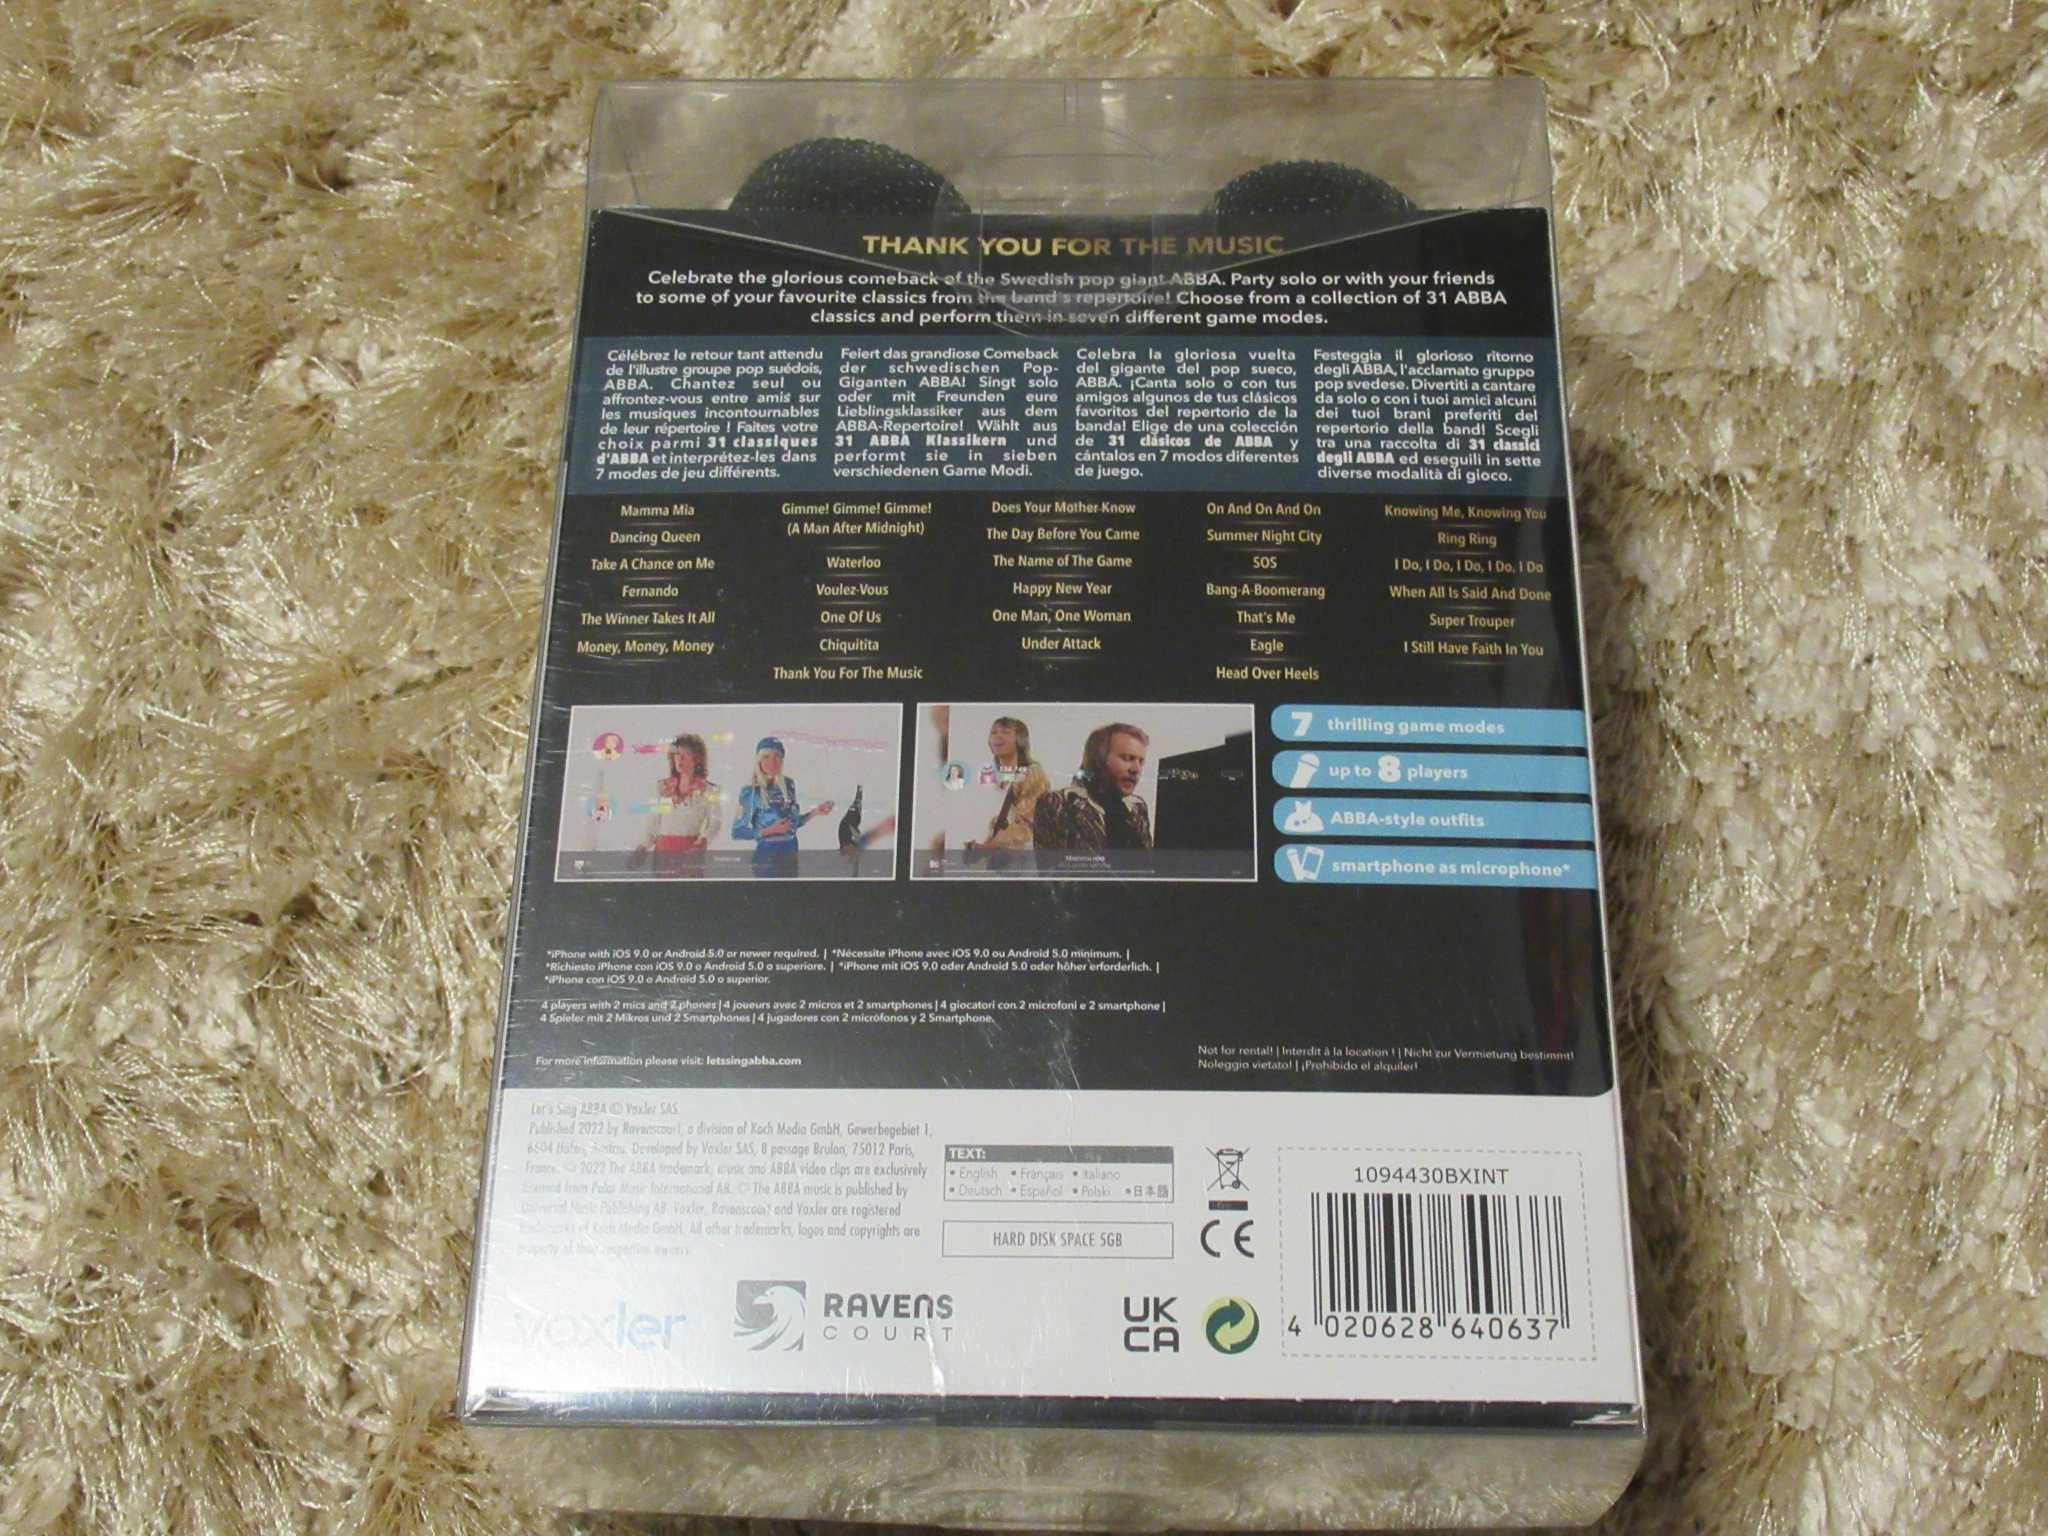 THANK YOU FOR THE MUSIC
Celebrate the glorious comeback of the Swedish pop giant ABBA. Party solo or with your friends
to some of your favourite classics from the band's repertoire! Choose from a collection of 31 ABBA
classics and perform them in seven different game modes.
Célébrez le retour tant attendu
de l'illustre groupe pop suédois,
ABBA. Chantez seul ou
affrontez-vous entre amis sur
les musiques incontournables
de leur répertoire ! Faites votre
choix parmi 31 classiques
d'ABBA et interprétez-les dans
7 modes de jeu différents.
Feiert das grandiose Comeback
der schwedischen Pop-
Giganten ABBA! Singt solo
oder mit Freunden eure
Lieblingsklassiker aus dem
ABBA-Repertoire! Wählt aus
31 ABBA Klassikern und
performt sie in sieben
verschiedenen Game Modi.
Celebra la gloriosa vuelta
del gigante del pop sueco,
ABBA. ¡Canta solo o con tus
amigos algunos de tus clásicos
favoritos del repertorio de la
banda! Elige de una colección
de 31 clásicos de ABBA y
cántalos en 7 modos diferentes
de juego.
Festeggia il glorioso ritorno
degli ABBA, l'acclamato gruppo
pop svedese. Divertiti a cantare
da solo o con i tuoi amici alcuni
dei tuoi brani preferiti del
repertorio della band! Scegli
tra una raccolta di 31 classici
degli ABBA ed eseguili in sette
diverse modalità di gioco.
Mamma Mia
Dancing Queen
Take A Chance on Me
Fernando
The Winner Takes It All
Money, Money, Money
Gimme! Gimme! Gimme!
(A Man After Midnight)
Waterloo
Voulez-Vous
One Of Us
Chiquitita
Thank You For The Music
Does Your Mother Know
The Day Before You Came
The Name of The Game
Happy New Year
One Man, One Woman
Under Attack
On And On And On
Summer Night City
SOS
Bang-A-Boomerang
That's Me
Eagle
Head Over Heels
Knowing Me, Knowing You
Ring Ring
I Do, I Do, I Do, I Do, I Do
When All Is Said And Done
Super Trouper
I Still Have Faith In You
7 thrilling game modes
up to 8 players
ABBA-style outfits
smartphone as microphone*
*iPhone with iOS 9.0 or Android 5.0 or newer required. | *Nécessite iPhone avec iOS 9.0 ou Android 5.0 minimum. |
*Richiesto iPhone con iOS 9.0 o Android 5.0 o superiore. | *iPhone mit iOS 9.0 oder Android 5.0 oder höher erforderlich. |
*iPhone con iOS 9.0 o Android 5.0 o superior.
4 players with 2 mics and 2 phones | 4 joueurs avec 2 micros et 2 smartphones | 4 giocatori con 2 microfoni e 2 smartphone |
4 Spieler mit 2 Mikros und 2 Smartphones | 4 jugadores con 2 micrófonos y 2 Smartphone.
For more information please visit: letssingabba.com
Not for rental! | Interdit à la location ! | Nicht zur Vermietung bestimmt!
Noleggio vietato! | ¡Prohibido el alquiler!
Let's Sing ABBA © Voxler SAS.
Published 2022 by Ravenscourt, a division of Koch Media GmbH, Gewerbegebiet 1,
6604 Höfen, Austria. Developed by Voxler SAS, 8 passage Brulon, 75012 Paris,
France. © 2022 The ABBA trademark, music and ABBA video clips are exclusively
licensed from Polar Music International AB. © The ABBA music is published by
Universal Music Publishing AB. Voxler, Ravenscourt and Voxler are registered
trademarks of Koch Media GmbH. All other trademarks, logos and copyrights are
property of their respective owners.
TEXT:
• English • Français • Italiano
• Deutsch • Español • Polski • 日本語
HARD DISK SPACE 5GB
CE
1094430BXINT
4 020628 640637
voxler
RAVENS
COURT
UK
CA